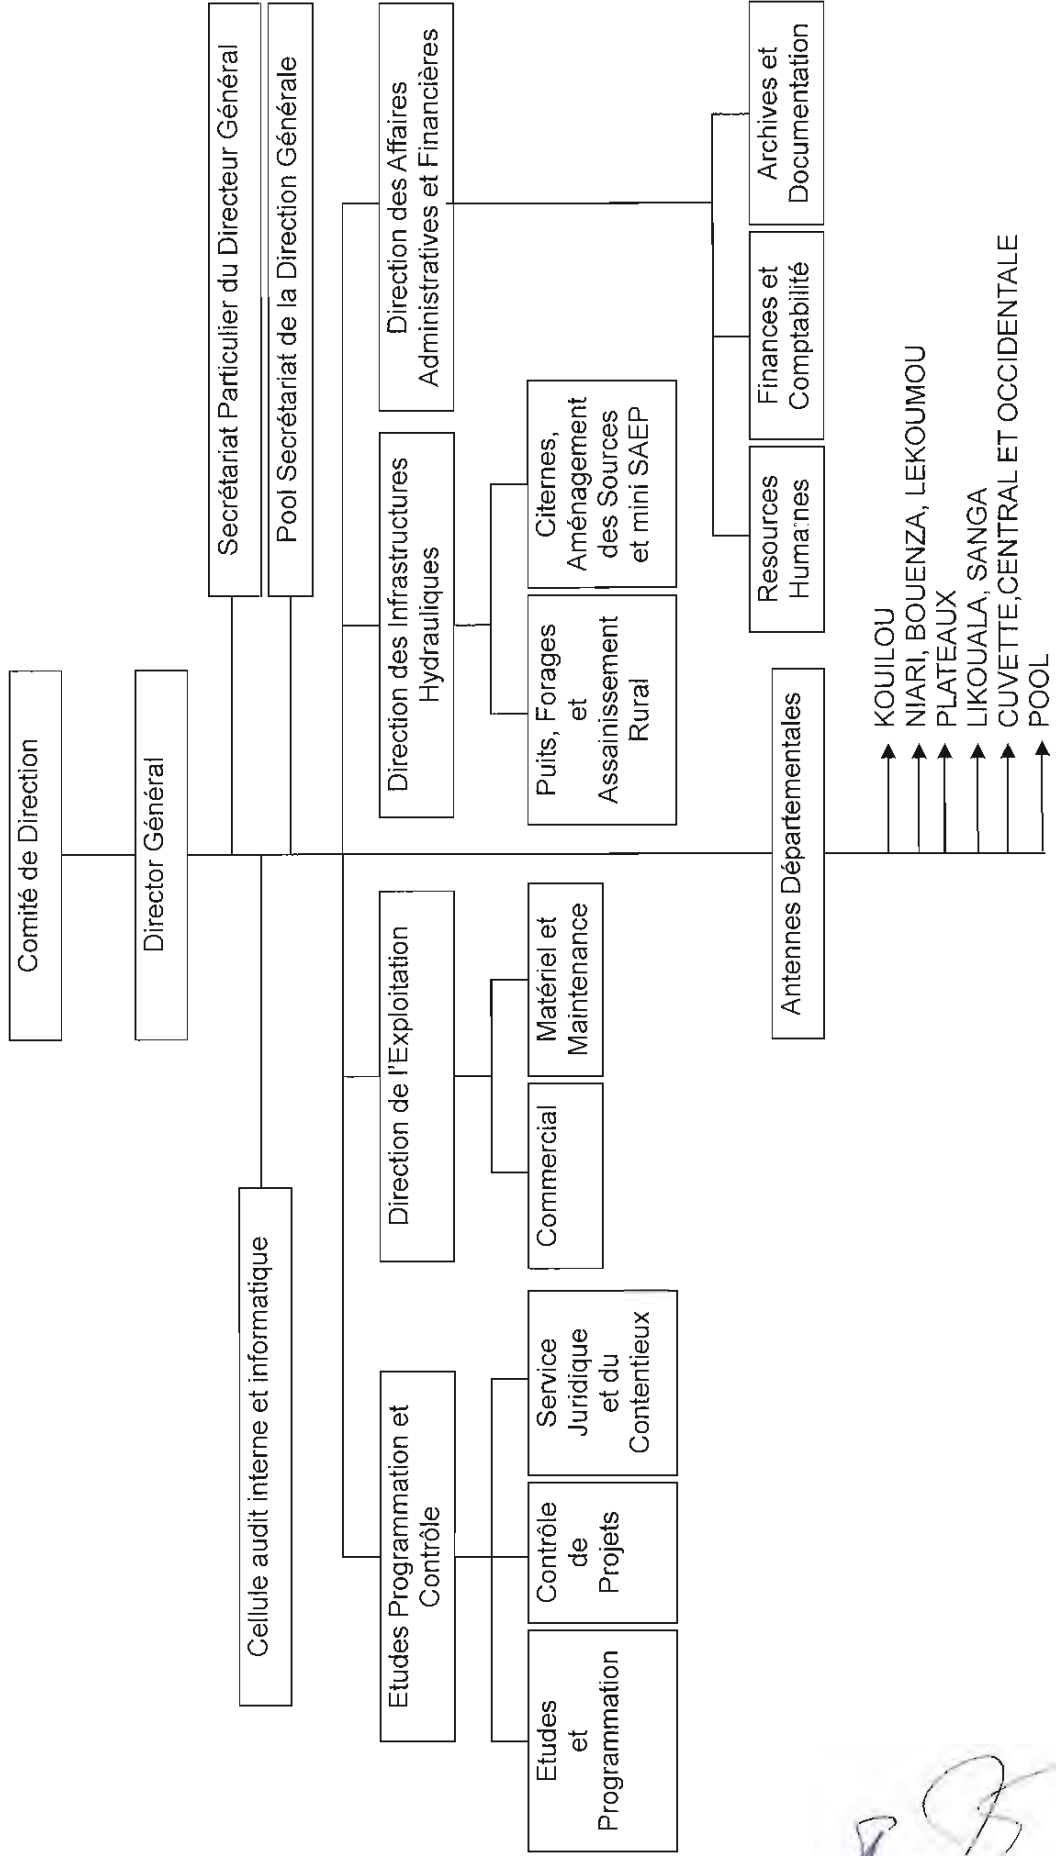 Comité de Direction
Director Général
Secrétariat Particulier du Directeur Général
Cellule audit interne et informatique
Pool Secrétariat de la Direction Générale
Etudes Programmation et
Contrôle
Direction de l'Exploitation
Direction des Infrastructures
Hydrauliques
Direction des Affaires
Administratives et Financières
Etudes
et
Programmation
Contrôle
de
Projets
Service
Juridique
et du
Contentieux
Commercial
Matériel et
Maintenance
Puits, Forages
et
Assainissement
Rural
Citernes,
Aménagement
des Sources
et mini SAEP
Resources
Humaines
Finances et
Comptabilité
Archives et
Documentation
Antennes Départementales
KOUILOU
NIARI, BOUENZA, LEKOUMOU
PLATEAUX
LIKOUALA, SANGA
CUVETTE,CENTRAL ET OCCIDENTALE
POOL